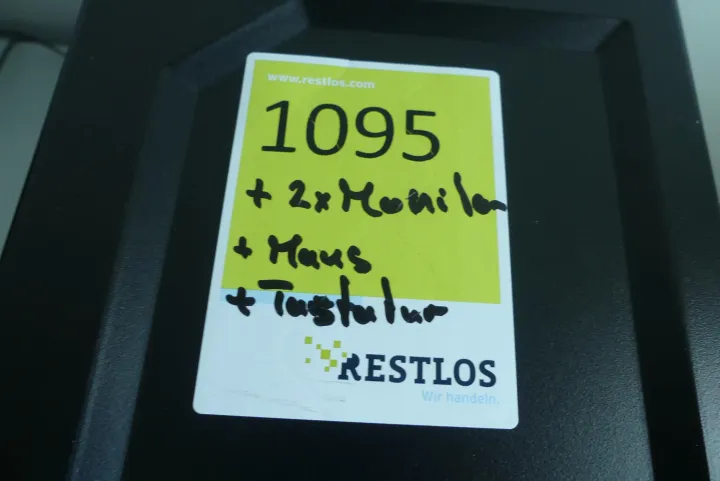 www.restlos.com
1095
+ 2x Monitor
+ Maus
+ Tastatur
RESTLOS
Wir handeln.